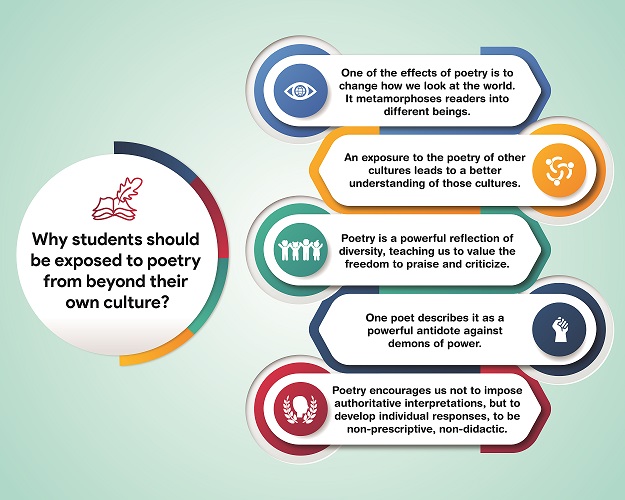 Why students should
be exposed to poetry
from beyond their
own culture?
One of the effects of poetry is to
change how we look at the world.
It metamorphoses readers into
different beings.
An exposure to the poetry of other
cultures leads to a better
understanding of those cultures.
Poetry is a powerful reflection of
diversity, teaching us to value the
freedom to praise and criticize.
One poet describes it as a
powerful antidote against
demons of power.
Poetry encourages us not to impose
authoritative interpretations, but to
develop individual responses, to be
non-prescriptive, non-didactic.